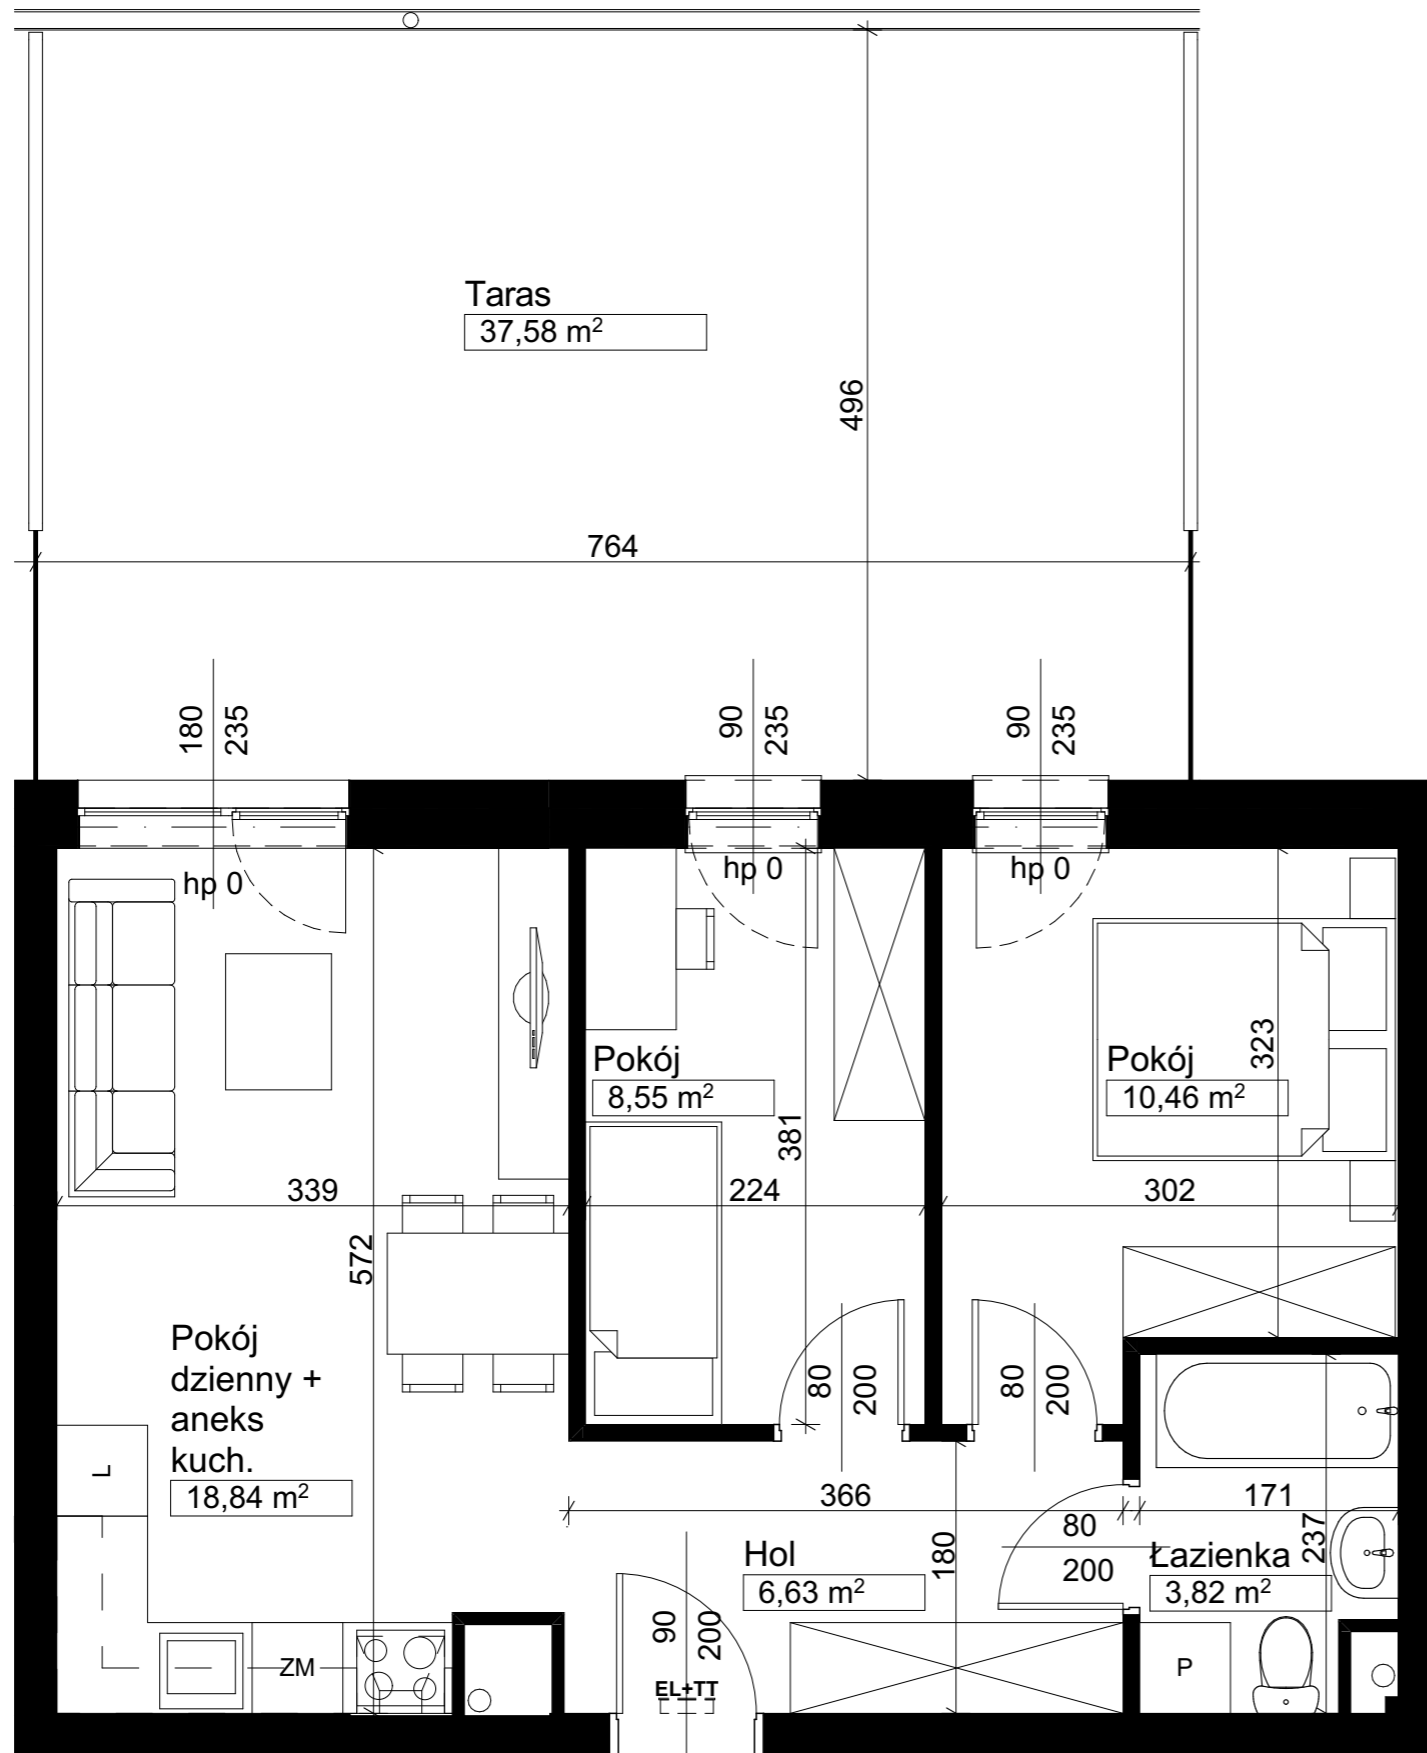 Taras
37,58 m²
496
764
180
235
90
235
90
235
hp 0
hp 0
hp 0
Pokój
8,55 m²
Pokój
10,46 m²
323
381
339
224
302
572
Pokój
dzienny +
aneks
kuch.
18,84 m²
80
200
80
200
L
366
171
80
200
237
180
Hol
6,63 m²
Łazienka
3,82 m²
90
200
ZM
EL+TT
P